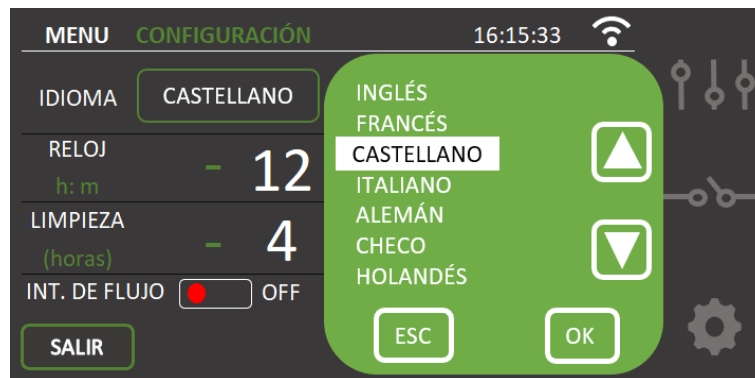 MENU CONFIGURACIÓN 16:15:33
IDIOMA CASTELLANO
RELOJ
h: m
- 12
LIMPIEZA
(horas)
- 4
INT. DE FLUJO OFF
SALIR
INGLÉS
FRANCÉS
CASTELLANO
ITALIANO
ALEMÁN
CHECO
HOLANDÉS
ESC OK